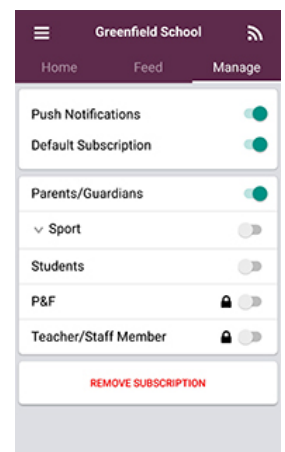 Greenfield School
Home Feed Manage
Push Notifications
Default Subscription
Parents/Guardians
Sport
Students
P&F
Teacher/Staff Member
REMOVE SUBSCRIPTION